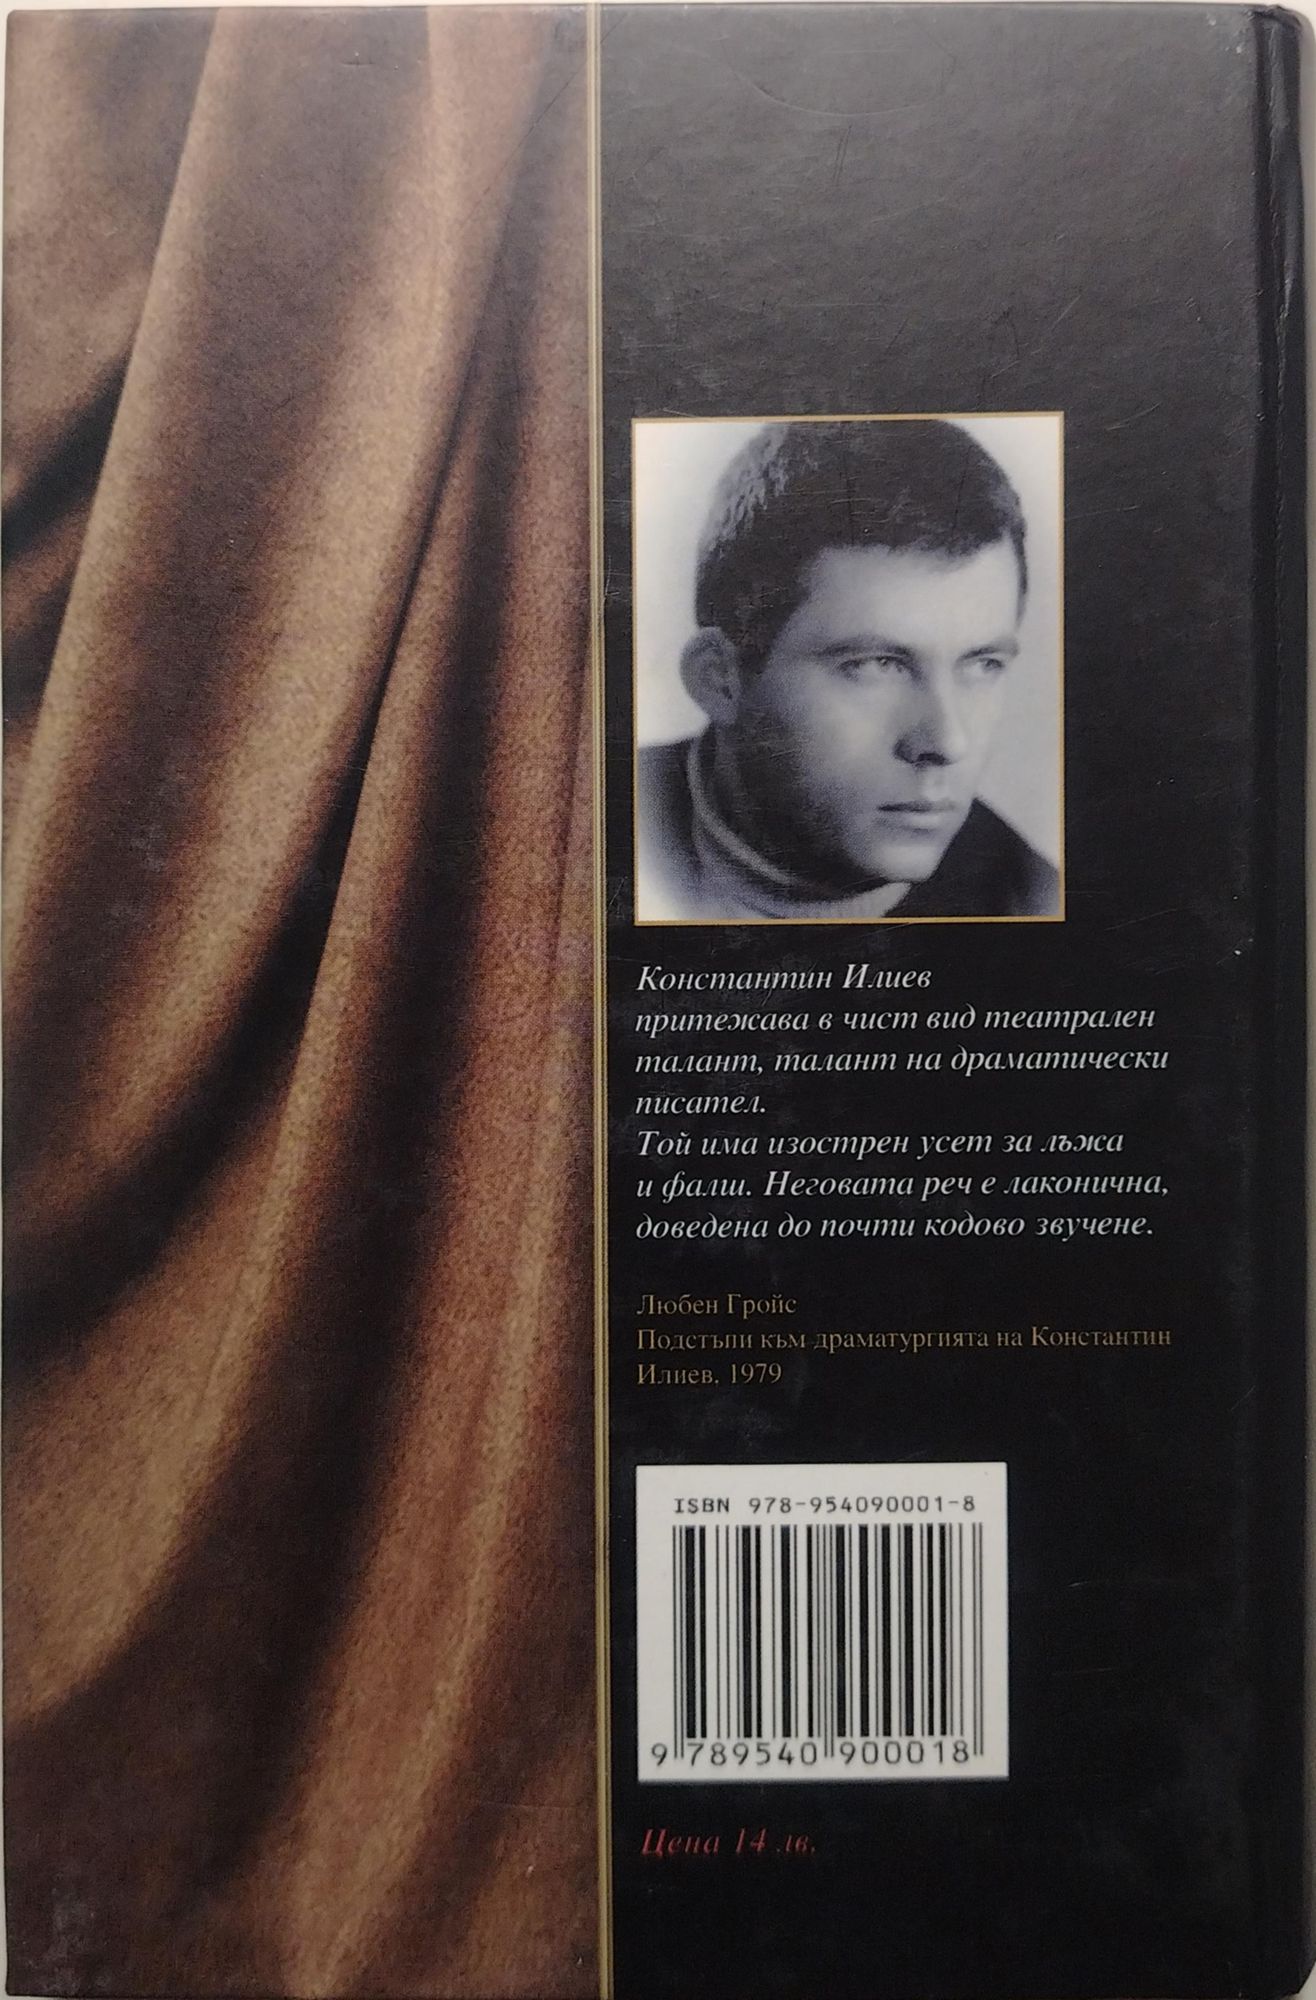 Константин Илиев
притежава в чист вид театрален
талант, талант на драматически
писател.
Той има изострен усет за лъжа
и фалш. Неговата реч е лаконична,
доведена до почти кодово звучене.
Любен Гройс
Подстъпи към драматургията на Константин
Илиев, 1979
ISBN 978-954090001-8
9 789540 900018
Цена 14 лв.